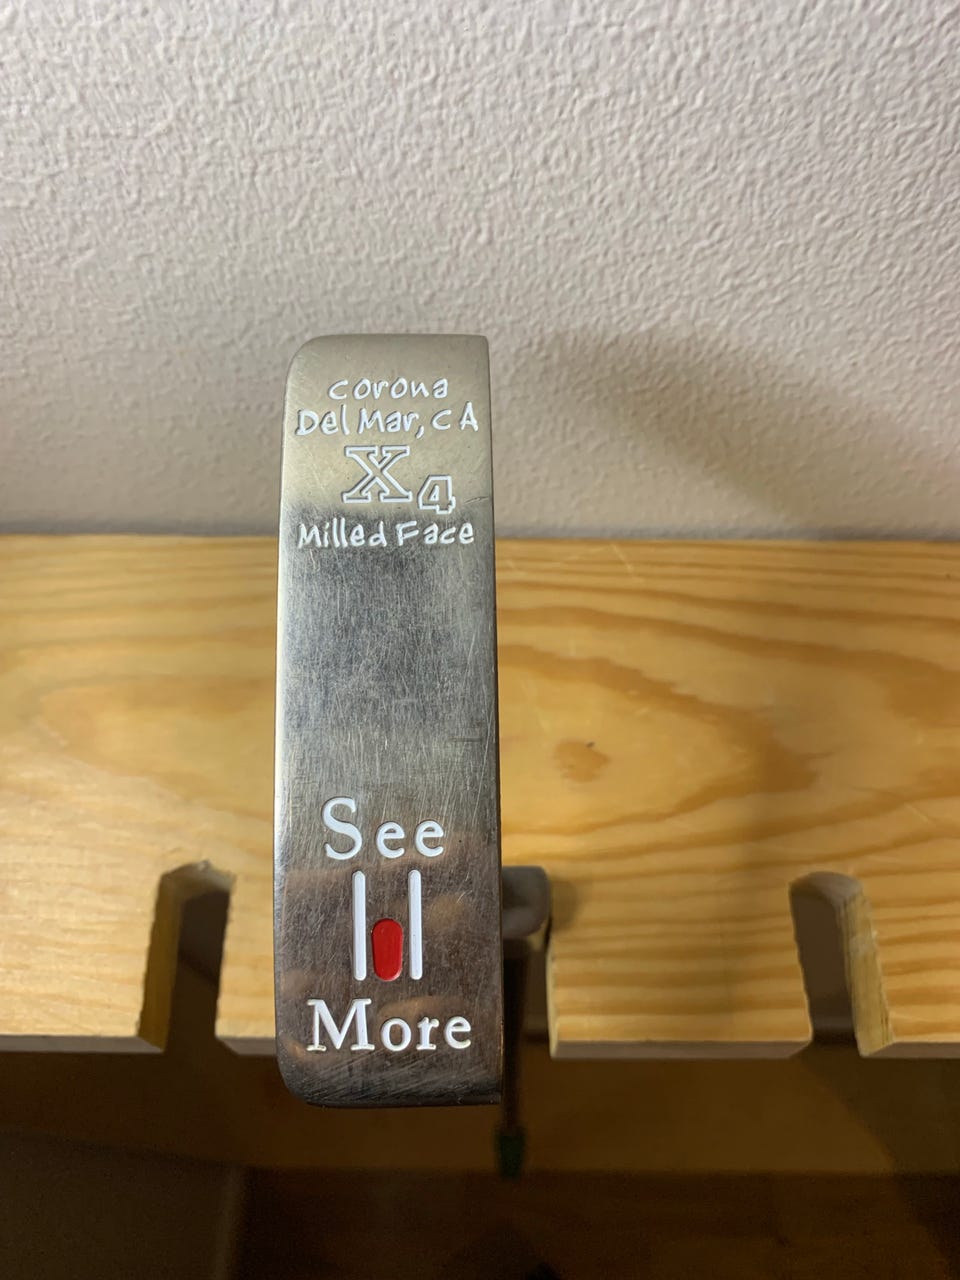 corona
Del Mar, CA
X4
Milled Face
See
More